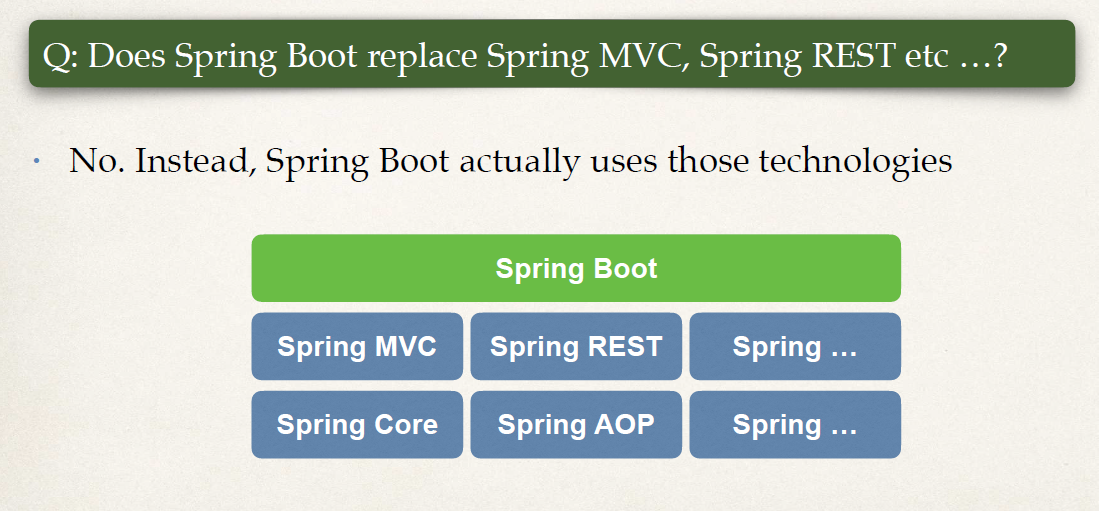 Q: Does Spring Boot replace Spring MVC, Spring REST etc …?
• No. Instead, Spring Boot actually uses those technologies
Spring Boot
Spring MVC Spring REST Spring …
Spring Core Spring AOP Spring …